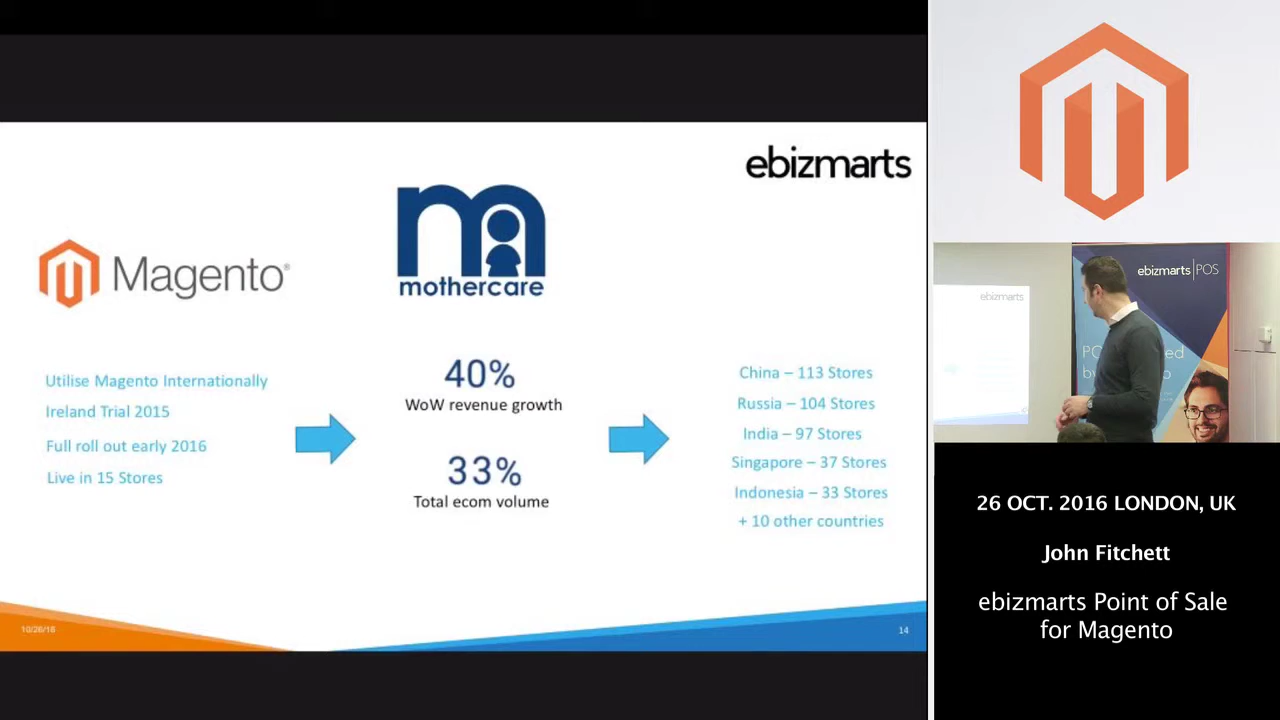 ebizmarts
Magento®
mothercare
Utilise Magento Internationally
Ireland Trial 2015
Full roll out early 2016
Live in 15 Stores
40%
WoW revenue growth
33%
Total ecom volume
China – 113 Stores
Russia – 104 Stores
India – 97 Stores
Singapore – 37 Stores
Indonesia – 33 Stores
+ 10 other countries
10/26/16
14
ebizmarts
ebizmarts|POS
26 OCT. 2016 LONDON, UK
John Fitchett
ebizmarts Point of Sale
for Magento